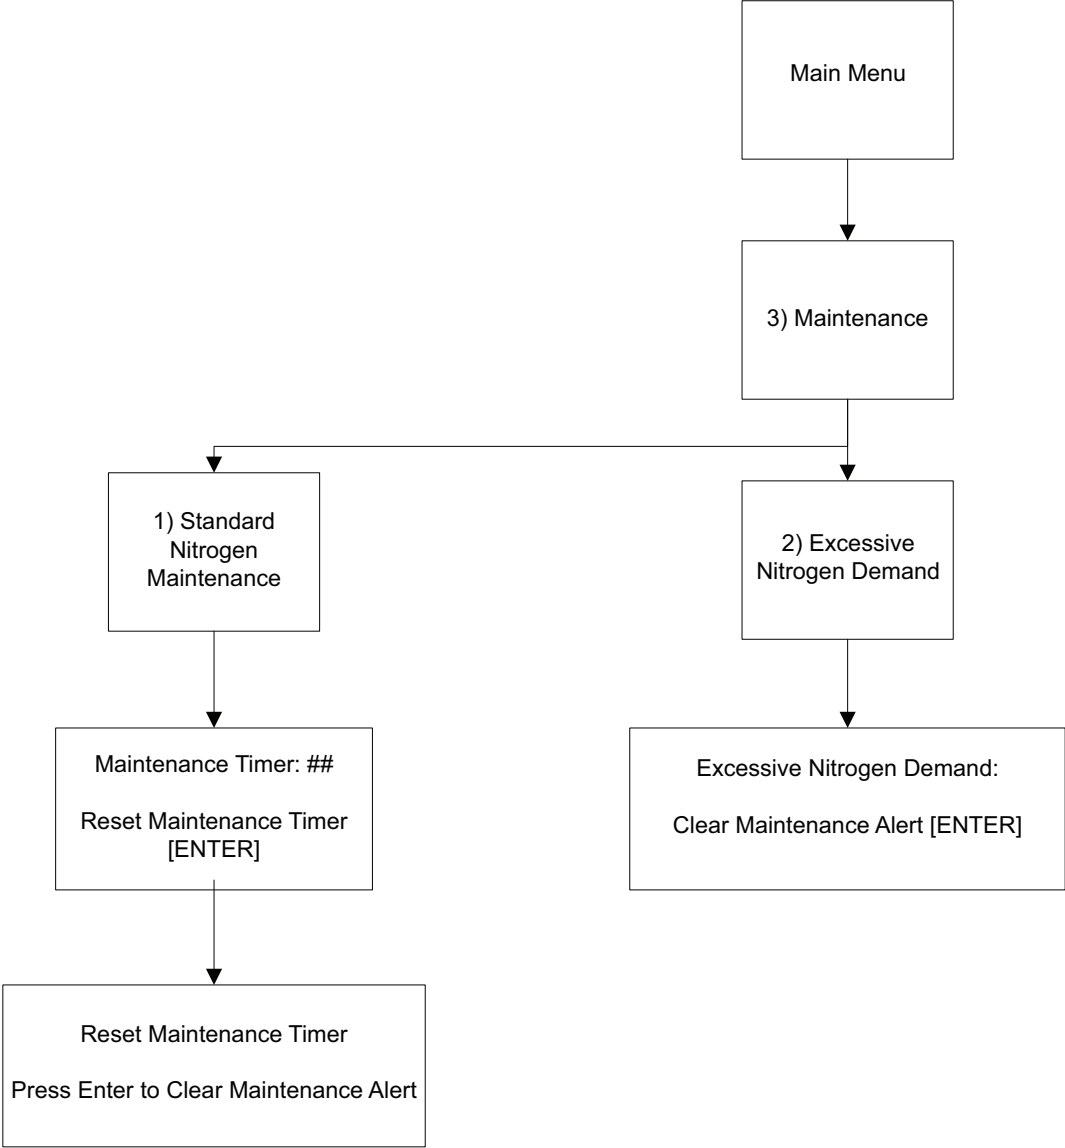 Main Menu
3) Maintenance
1) Standard
Nitrogen
Maintenance
2) Excessive
Nitrogen Demand
Maintenance Timer: ##
Reset Maintenance Timer
[ENTER]
Excessive Nitrogen Demand:
Clear Maintenance Alert [ENTER]
Reset Maintenance Timer
Press Enter to Clear Maintenance Alert